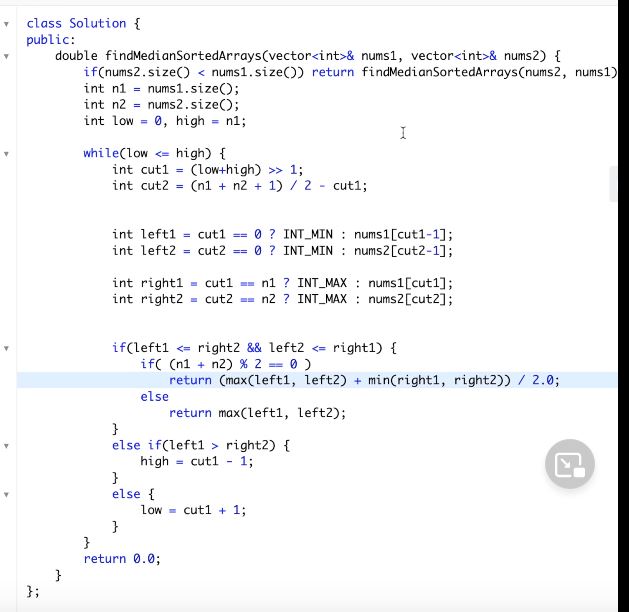 class Solution {
public:
    double findMedianSortedArrays(vector<int>& nums1, vector<int>& nums2) {
        if(nums2.size() < nums1.size()) return findMedianSortedArrays(nums2, nums1)
        int n1 = nums1.size();
        int n2 = nums2.size();
        int low = 0, high = n1;
        while(low <= high) {
            int cut1 = (low+high) >> 1;
            int cut2 = (n1 + n2 + 1) / 2 - cut1;
            int left1 = cut1 == 0 ? INT_MIN : nums1[cut1-1];
            int left2 = cut2 == 0 ? INT_MIN : nums2[cut2-1];
            int right1 = cut1 == n1 ? INT_MAX : nums1[cut1];
            int right2 = cut2 == n2 ? INT_MAX : nums2[cut2];
            if(left1 <= right2 && left2 <= right1) {
                if( (n1 + n2) % 2 == 0 )
                    return (max(left1, left2) + min(right1, right2)) / 2.0;
                else
                    return max(left1, left2);
            }
            else if(left1 > right2) {
                high = cut1 - 1;
            }
            else {
                low = cut1 + 1;
            }
        }
        return 0.0;
    }
};